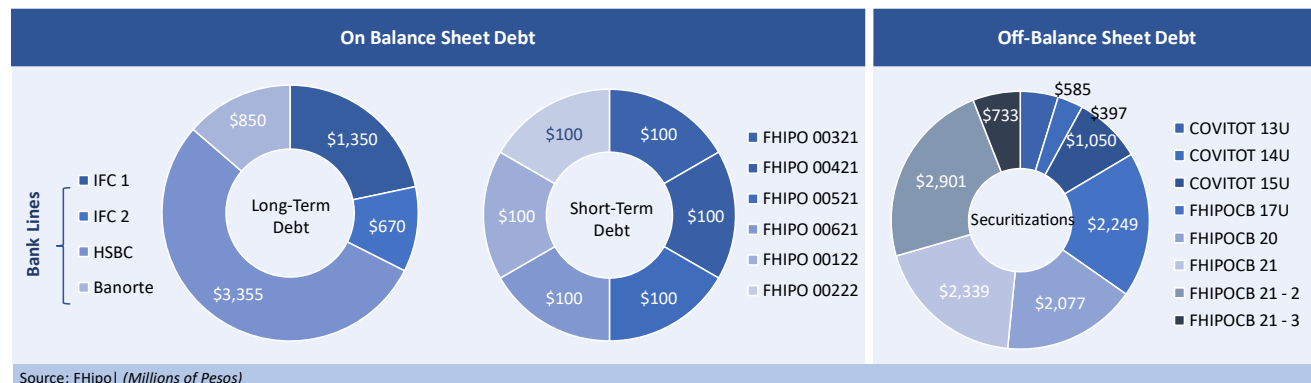 On Balance Sheet Debt
Off-Balance Sheet Debt
Bank Lines
IFC 1
IFC 2
HSBC
Banorte
$850
$1,350
Long-Term
Debt
$670
$3,355
$100
$100
$100
Short-Term
Debt
$100
$100
$100
FHIPO 00321
FHIPO 00421
FHIPO 00521
FHIPO 00621
FHIPO 00122
FHIPO 00222
$585
$733
$397
$1,050
$2,901
Securitizations
$2,249
$2,339
$2,077
COVITOT 13U
COVITOT 14U
COVITOT 15U
FHIPOCB 17U
FHIPOCB 20
FHIPOCB 21
FHIPOCB 21 - 2
FHIPOCB 21 - 3
Source: FHipo| (Millions of Pesos)